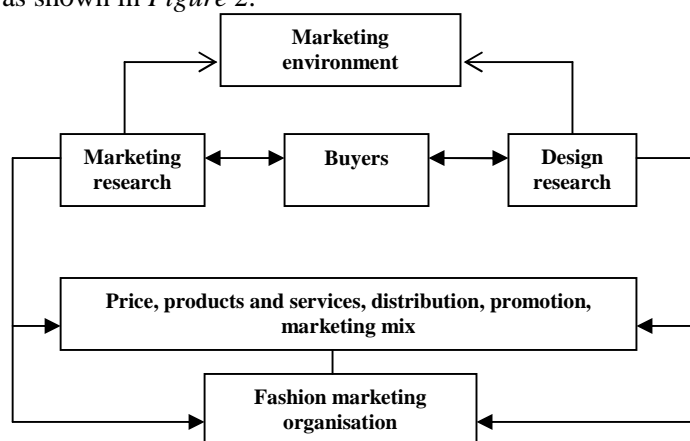 as shown in Figure 2.
Marketing
environment
Marketing
research
Buyers
Design
research
Price, products and services, distribution, promotion,
marketing mix
Fashion marketing
organisation